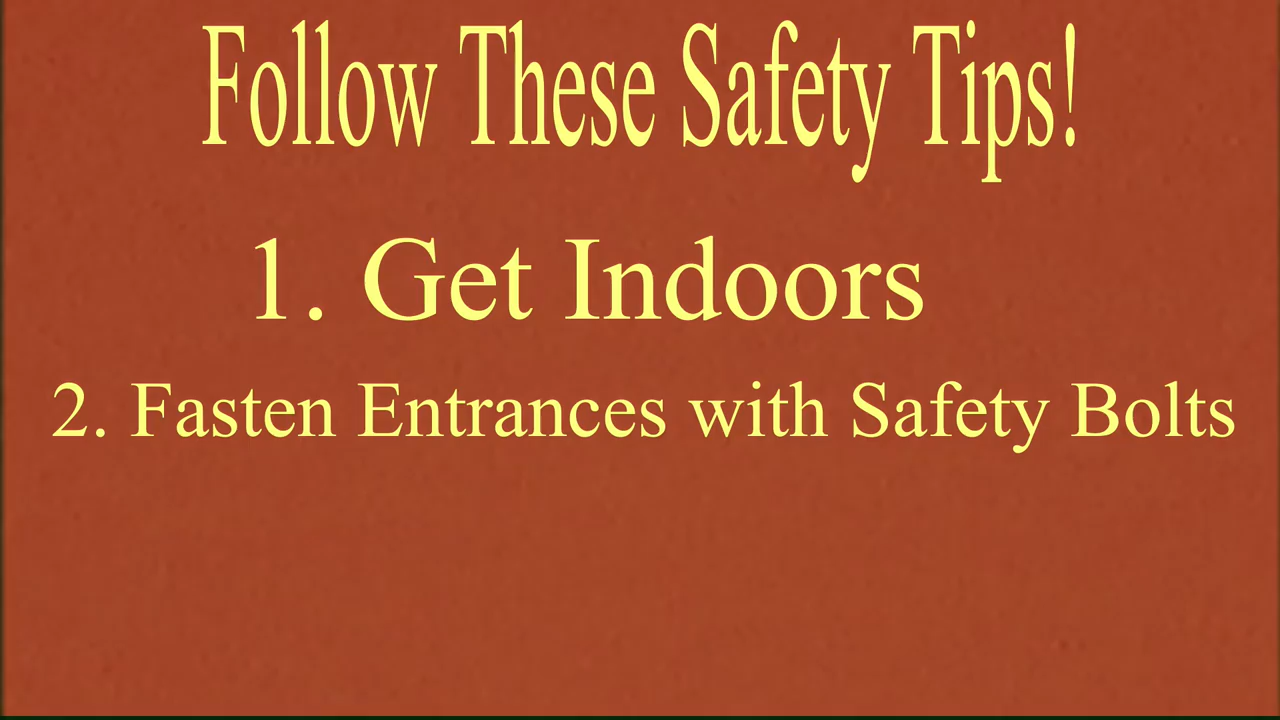 Follow These Safety Tips!
1. Get Indoors
2. Fasten Entrances with Safety Bolts